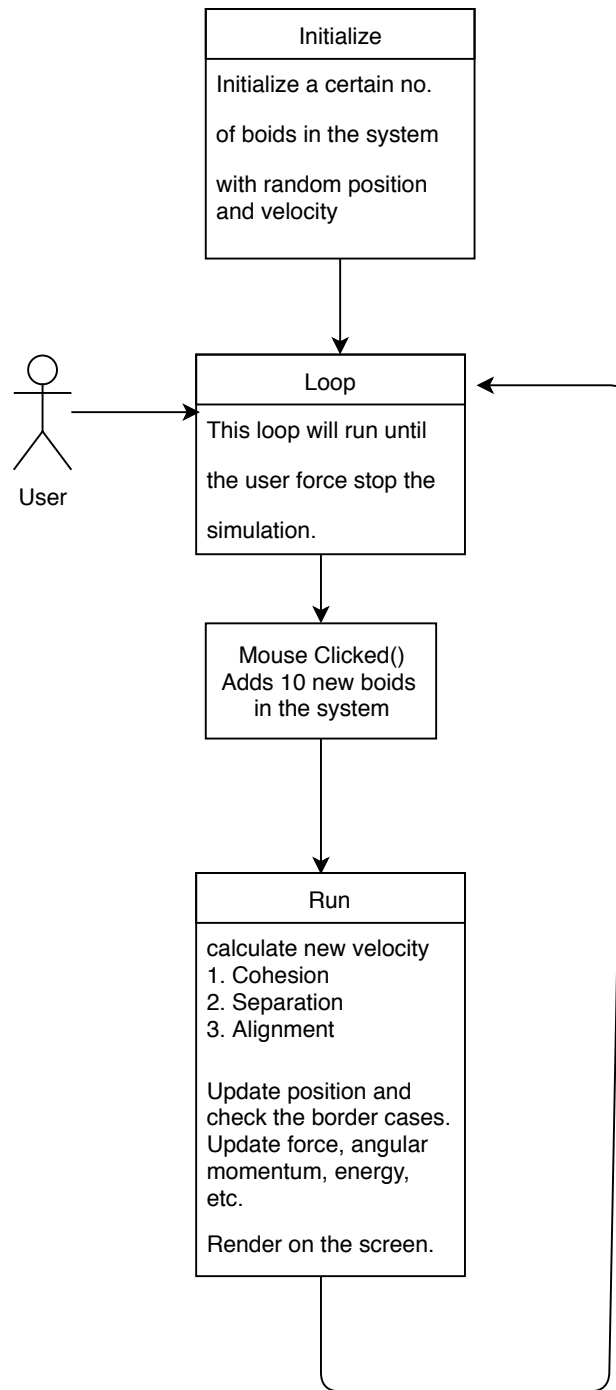 Initialize
Initialize a certain no.
of boids in the system
with random position
and velocity
Loop
This loop will run until
the user force stop the
simulation.
User
Mouse Clicked()
Adds 10 new boids
in the system
Run
calculate new velocity
1. Cohesion
2. Separation
3. Alignment
Update position and
check the border cases.
Update force, angular
momentum, energy,
etc.
Render on the screen.